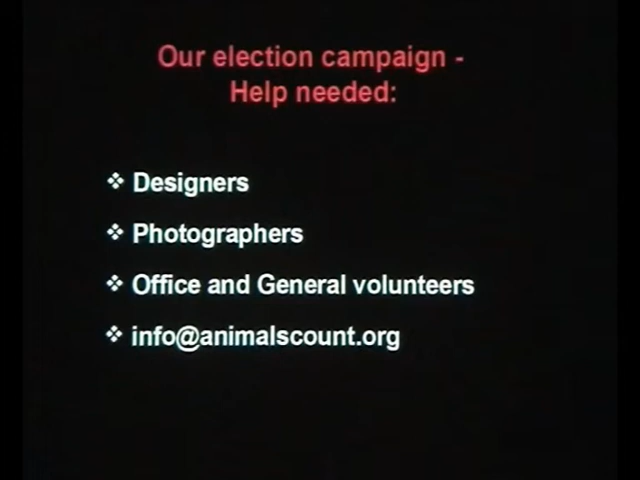 Our election campaign -
Help needed:
❖ Designers
❖ Photographers
❖ Office and General volunteers
❖ info@animalscount.org